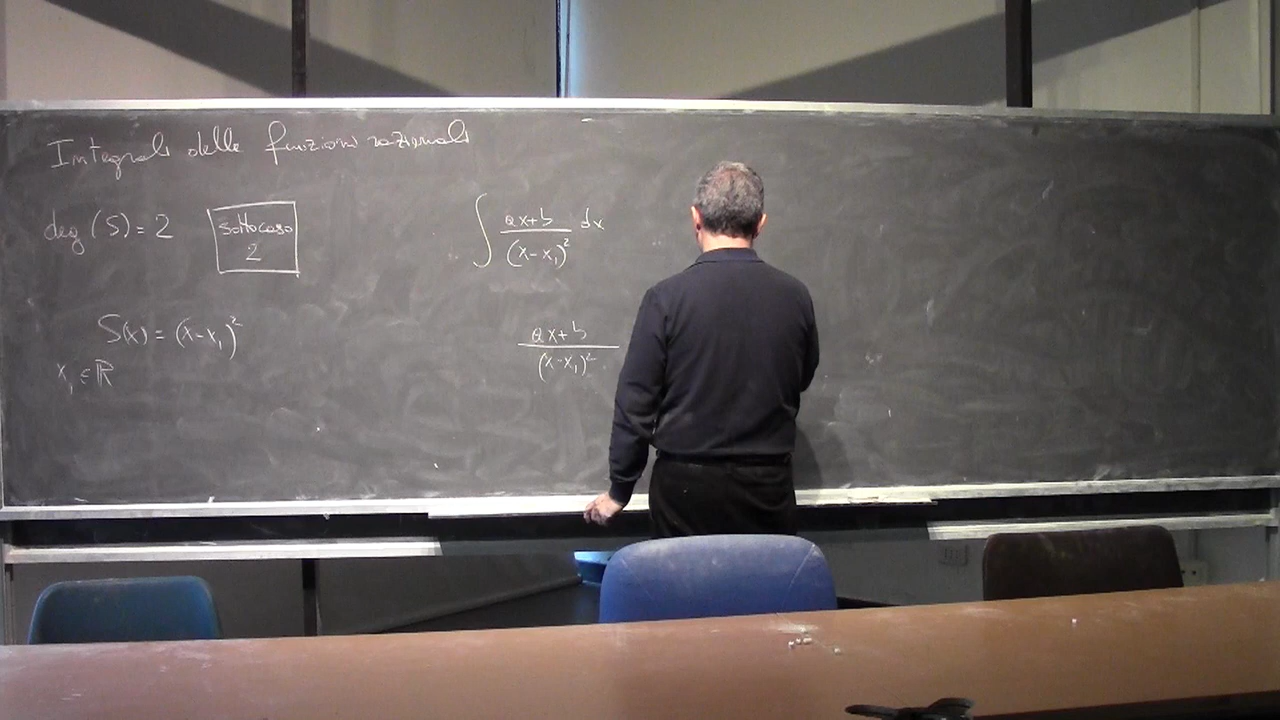 Integrali delle funzioni razionali
deg (S) = 2
sottocaso
2
∫ (ax+b)/(x-x₁)² dx
S(x) = (x-x₁)²
x₁ ∈ ℝ
(ax+b)/(x-x₁)²